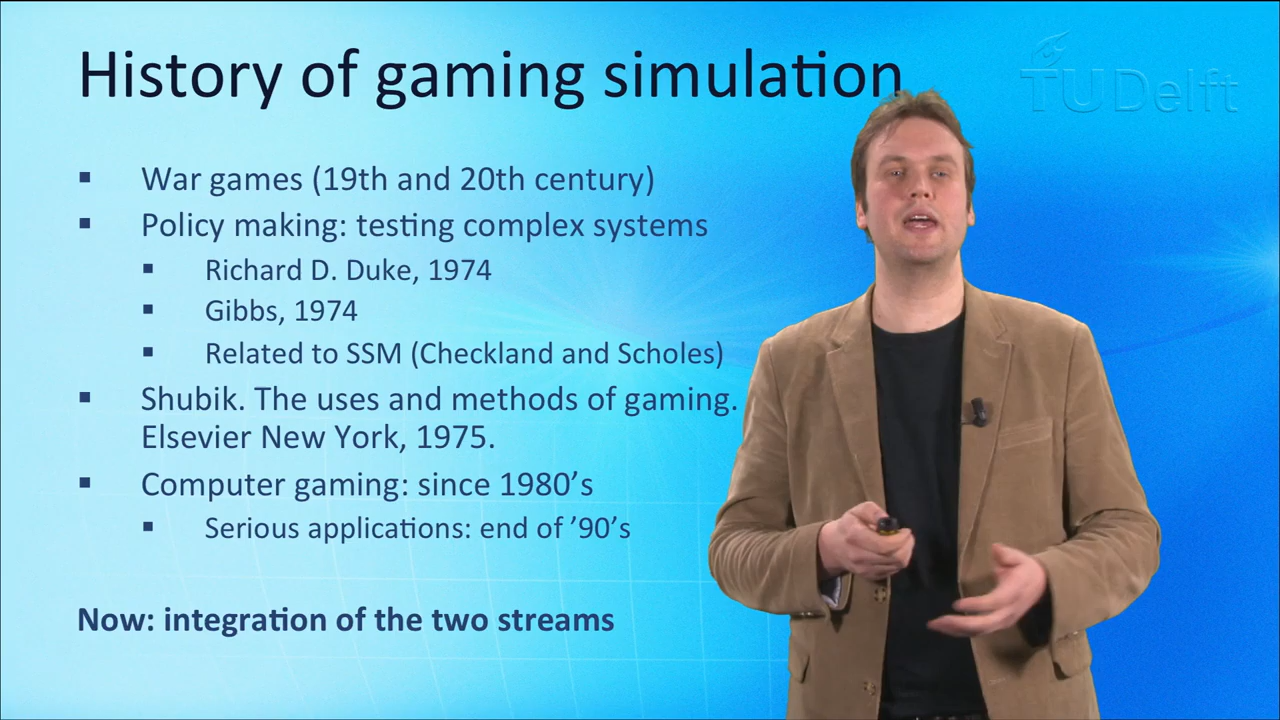 History of gaming simulation
TU Delft
▪ War games (19th and 20th century)
▪ Policy making: testing complex systems
▪ Richard D. Duke, 1974
▪ Gibbs, 1974
▪ Related to SSM (Checkland and Scholes)
▪ Shubik. The uses and methods of gaming.
Elsevier New York, 1975.
▪ Computer gaming: since 1980’s
▪ Serious applications: end of ’90’s
Now: integration of the two streams